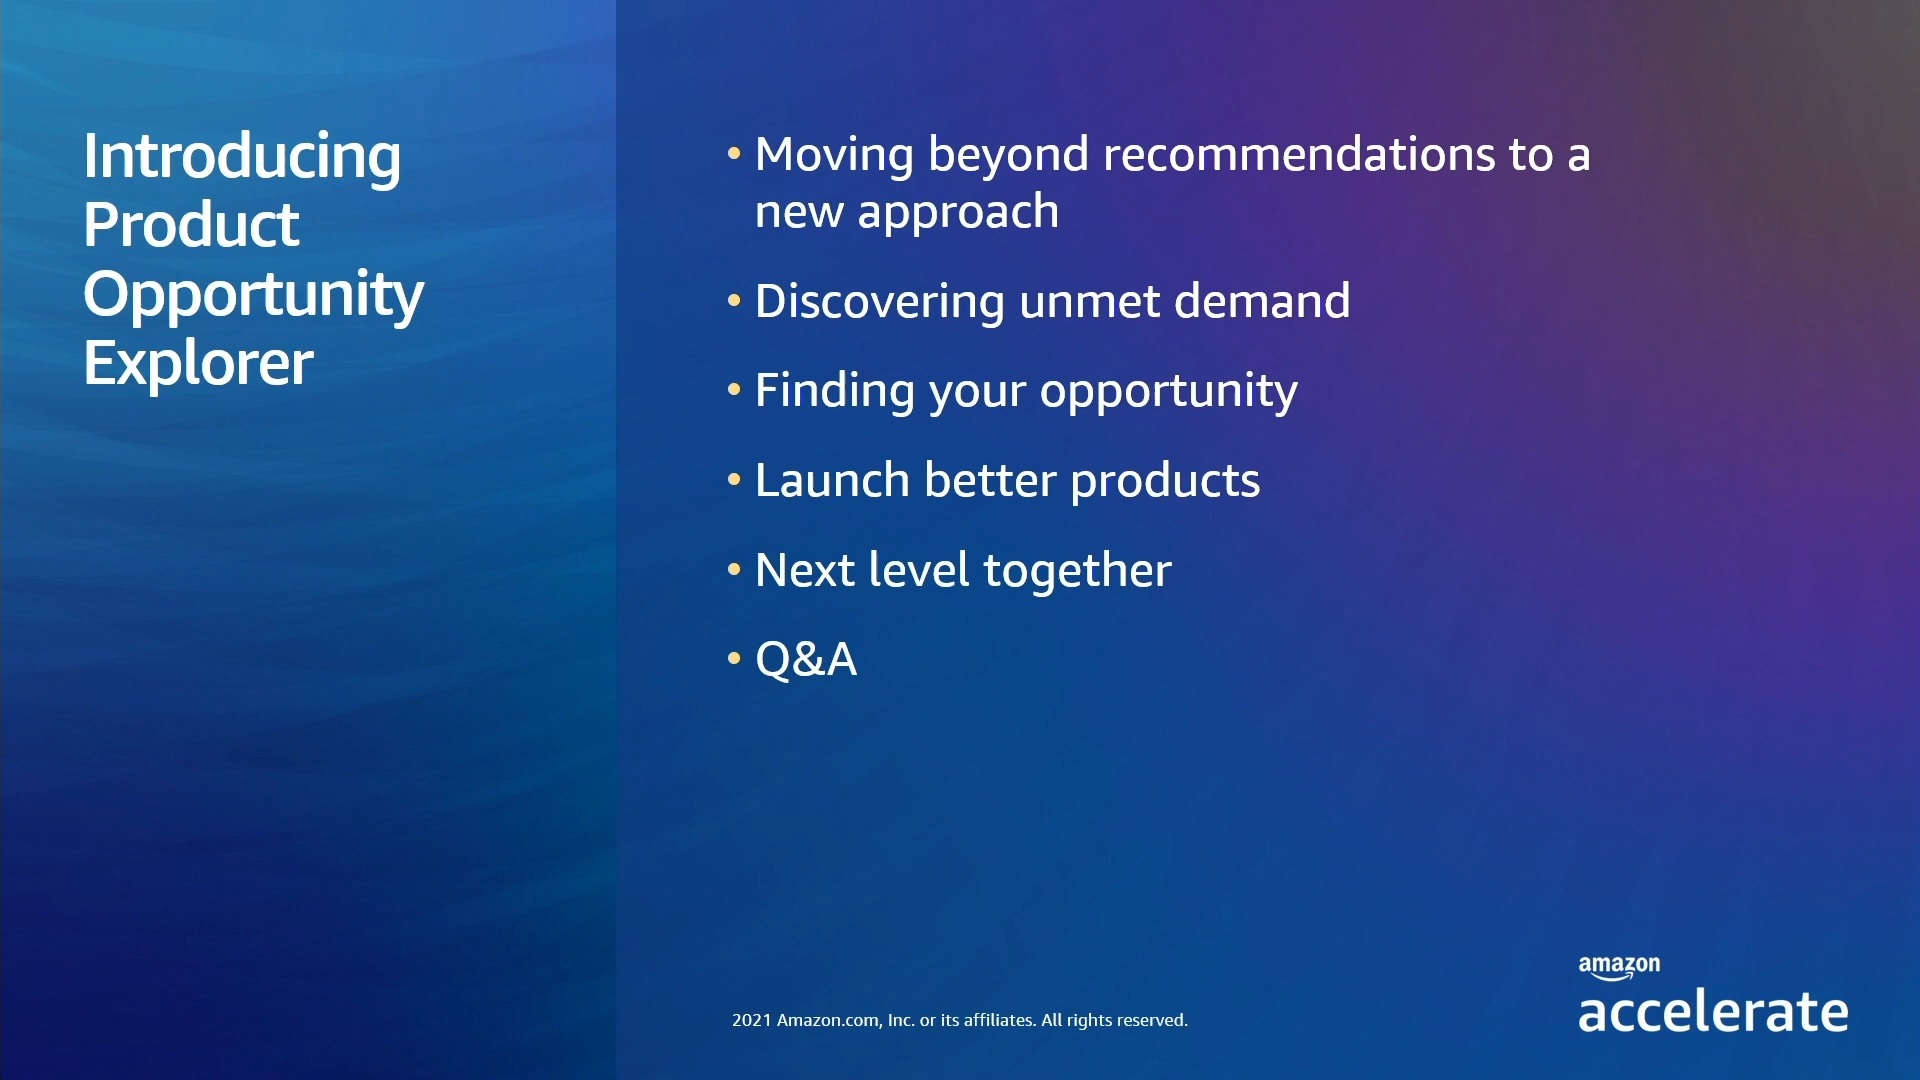 Introducing
Product
Opportunity
Explorer
• Moving beyond recommendations to a
new approach
• Discovering unmet demand
• Finding your opportunity
• Launch better products
• Next level together
• Q&A
2021 Amazon.com, Inc. or its affiliates. All rights reserved.
amazon
accelerate